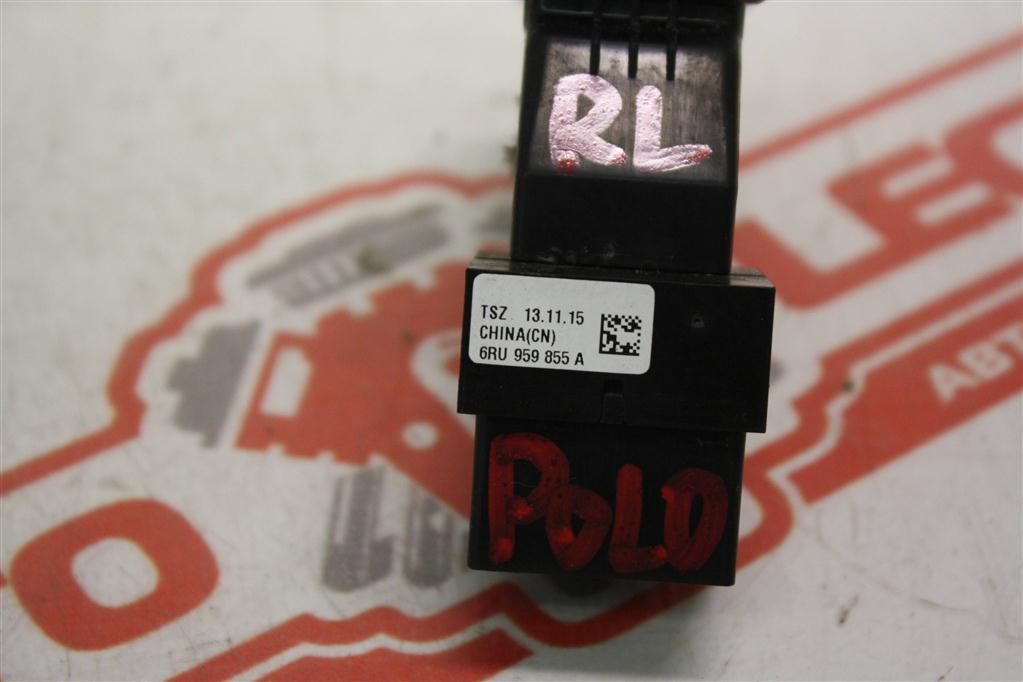 RL
TSZ 13.11.15
CHINA(CN)
6RU 959 855 A
POLO